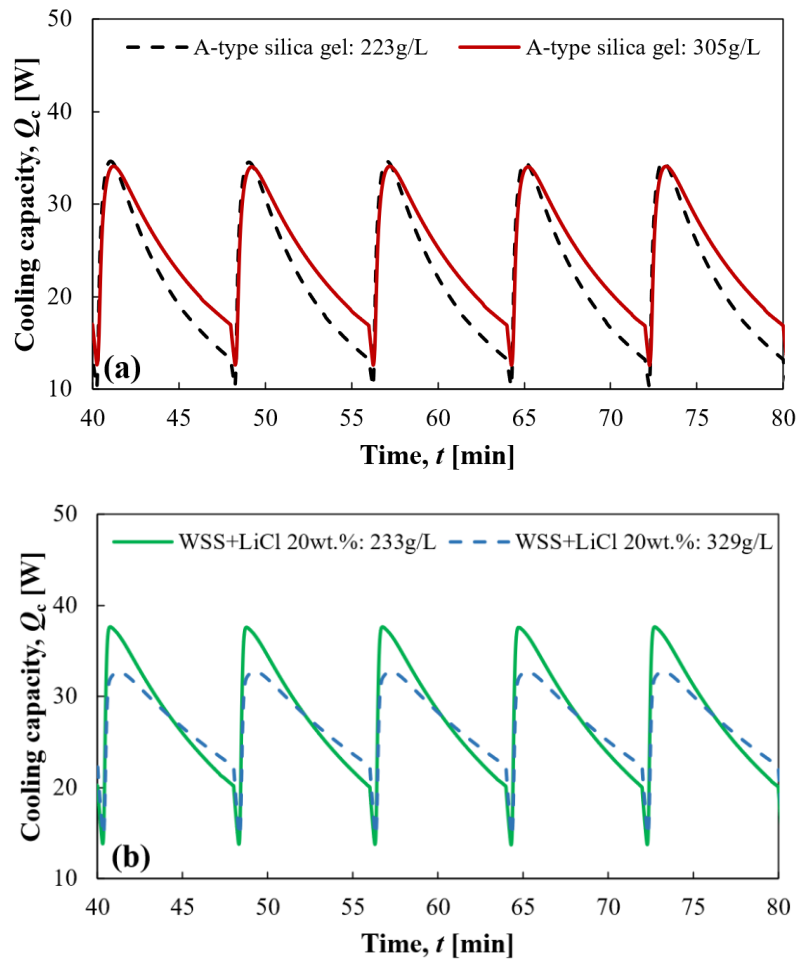 A-type silica gel: 223g/L A-type silica gel: 305g/L
Cooling capacity, Qc [W]
50
40
30
20
10
(a)
40 45 50 55 60 65 70 75 80
Time, t [min]
WSS+LiCl 20wt.%: 233g/L WSS+LiCl 20wt.%: 329g/L
Cooling capacity, Qc [W]
50
40
30
20
10
(b)
40 45 50 55 60 65 70 75 80
Time, t [min]